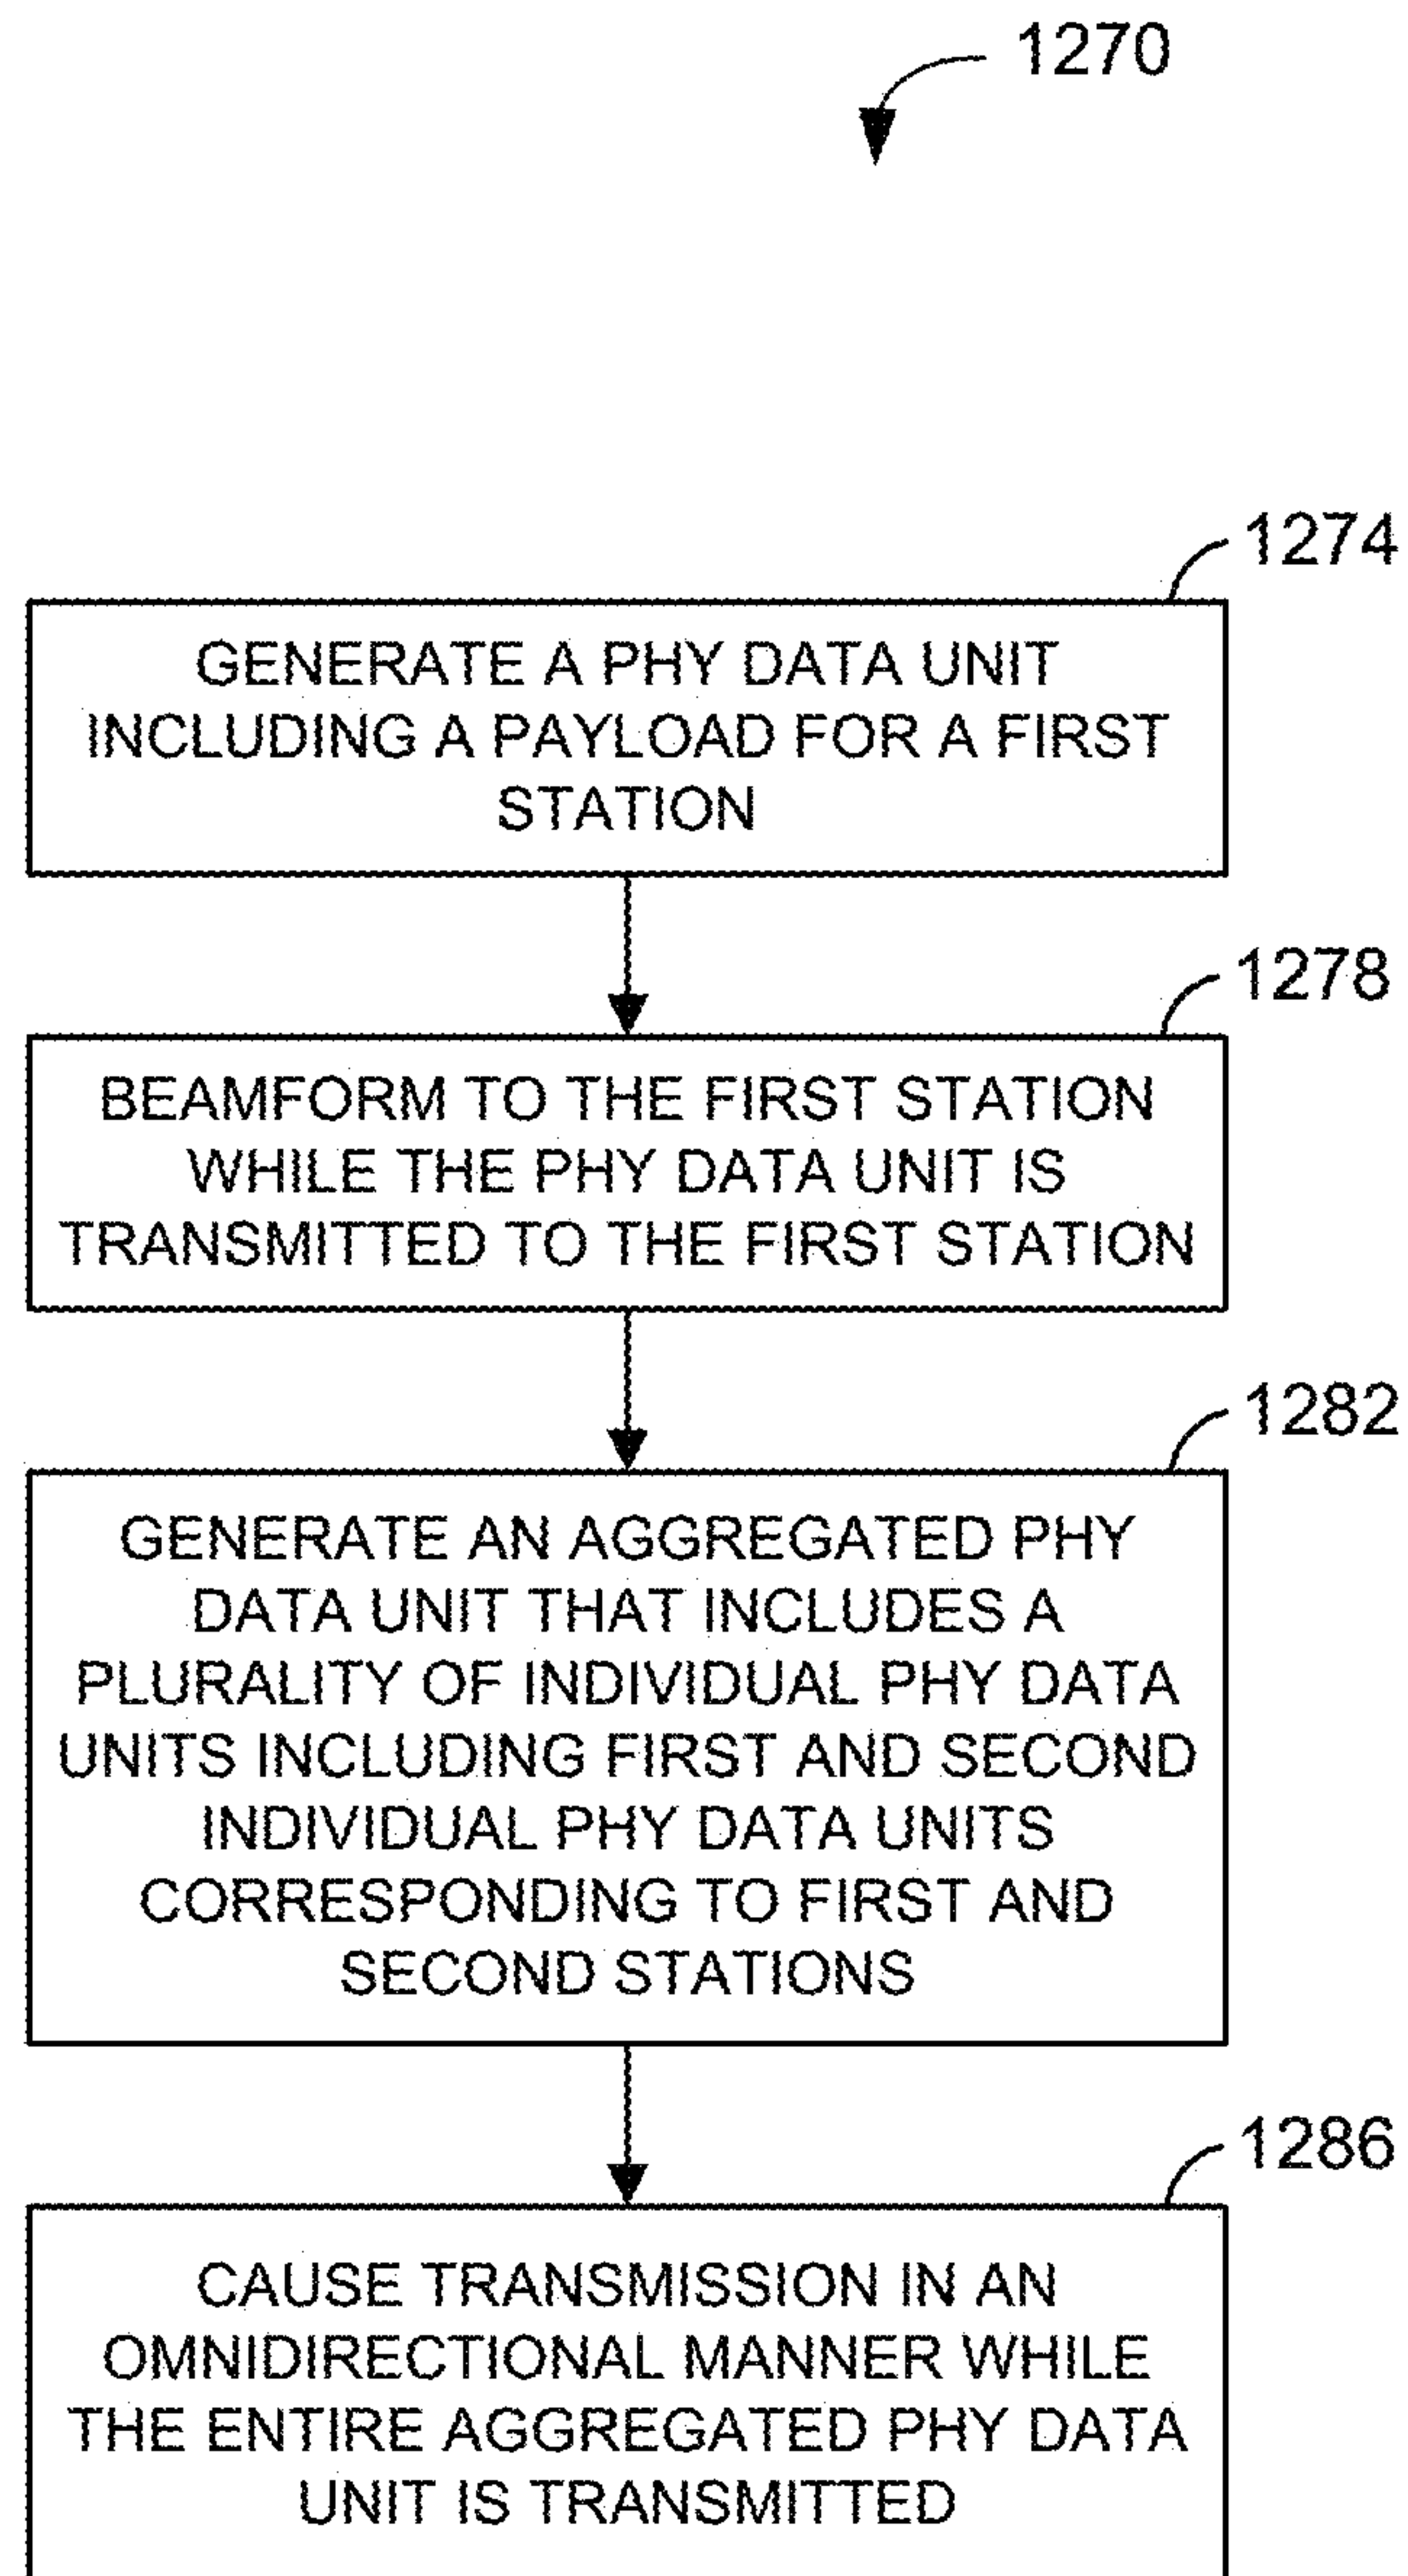 1270
1274
GENERATE A PHY DATA UNIT
INCLUDING A PAYLOAD FOR A FIRST
STATION
1278
BEAMFORM TO THE FIRST STATION
WHILE THE PHY DATA UNIT IS
TRANSMITTED TO THE FIRST STATION
1282
GENERATE AN AGGREGATED PHY
DATA UNIT THAT INCLUDES A
PLURALITY OF INDIVIDUAL PHY DATA
UNITS INCLUDING FIRST AND SECOND
INDIVIDUAL PHY DATA UNITS
CORRESPONDING TO FIRST AND
SECOND STATIONS
1286
CAUSE TRANSMISSION IN AN
OMNIDIRECTIONAL MANNER WHILE
THE ENTIRE AGGREGATED PHY DATA
UNIT IS TRANSMITTED